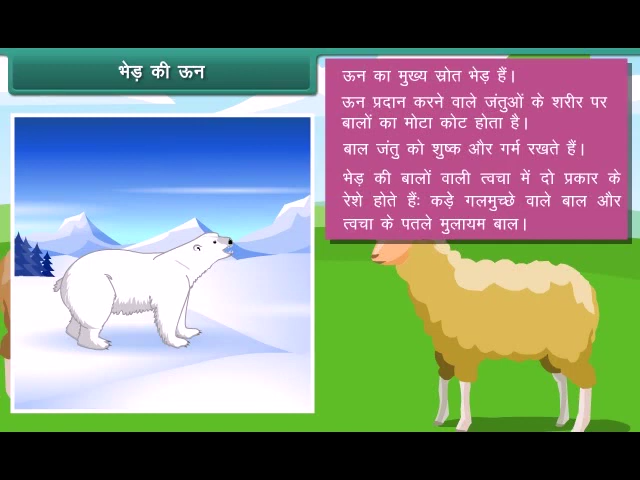 भेड़ की ऊन
ऊन का मुख्य स्रोत भेड़ हैं।
ऊन प्रदान करने वाले जंतुओं के शरीर पर
बालों का मोटा कोट होता है।
बाल जंतु को शुष्क और गर्म रखते हैं।
भेड़ की बालों वाली त्वचा में दो प्रकार के
रेशे होते हैंः कड़े गलमुच्छे वाले बाल और
त्वचा के पतले मुलायम बाल।